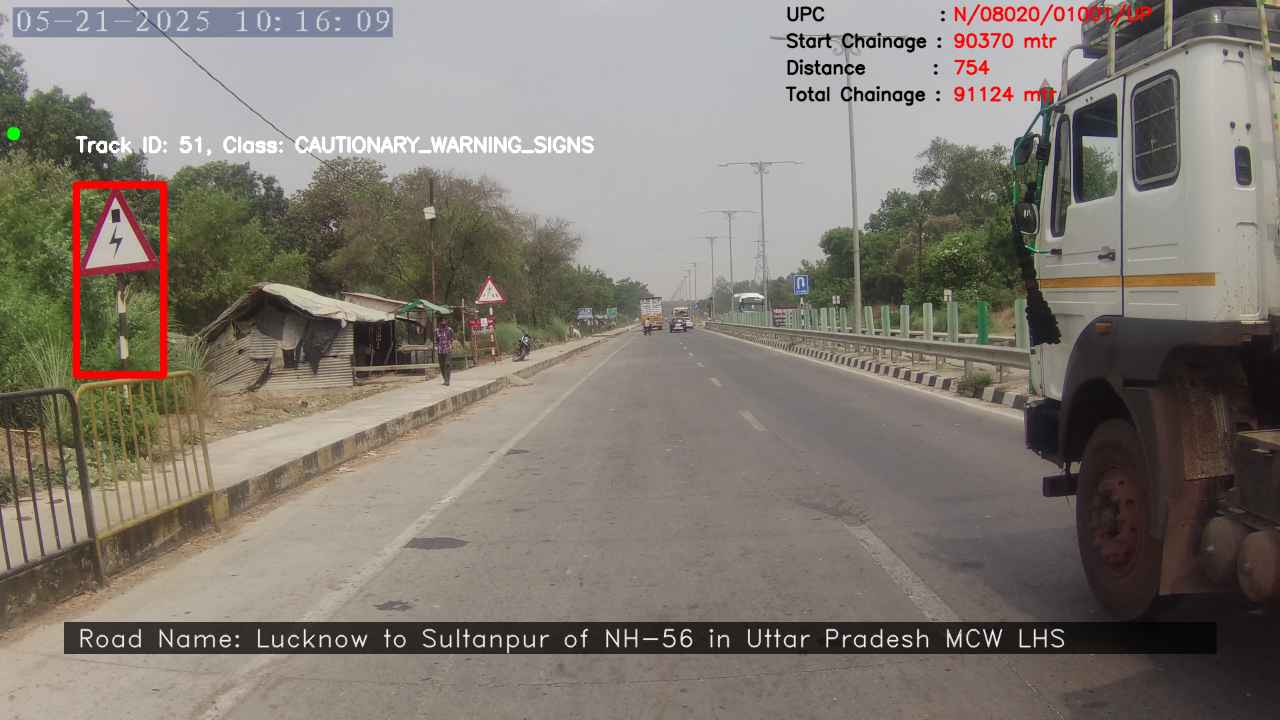 05-21-2025 10:16:09
UPC : N/08020/01001/UP
Start Chainage : 90370 mtr
Distance : 754
Total Chainage : 91124 mtr
Track ID: 51, Class: CAUTIONARY_WARNING_SIGNS
Road Name: Lucknow to Sultanpur of NH-56 in Uttar Pradesh MCW LHS